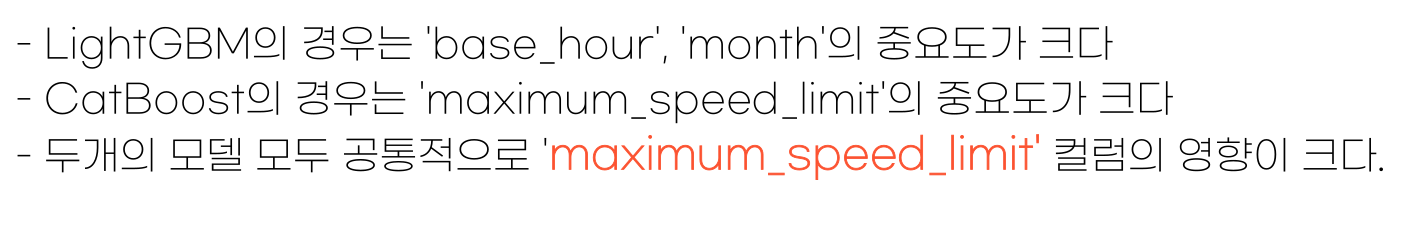 - LightGBM의 경우는 'base_hour', 'month'의 중요도가 크다
- CatBoost의 경우는 'maximum_speed_limit'의 중요도가 크다
- 두개의 모델 모두 공통적으로 'maximum_speed_limit' 컬럼의 영향이 크다.